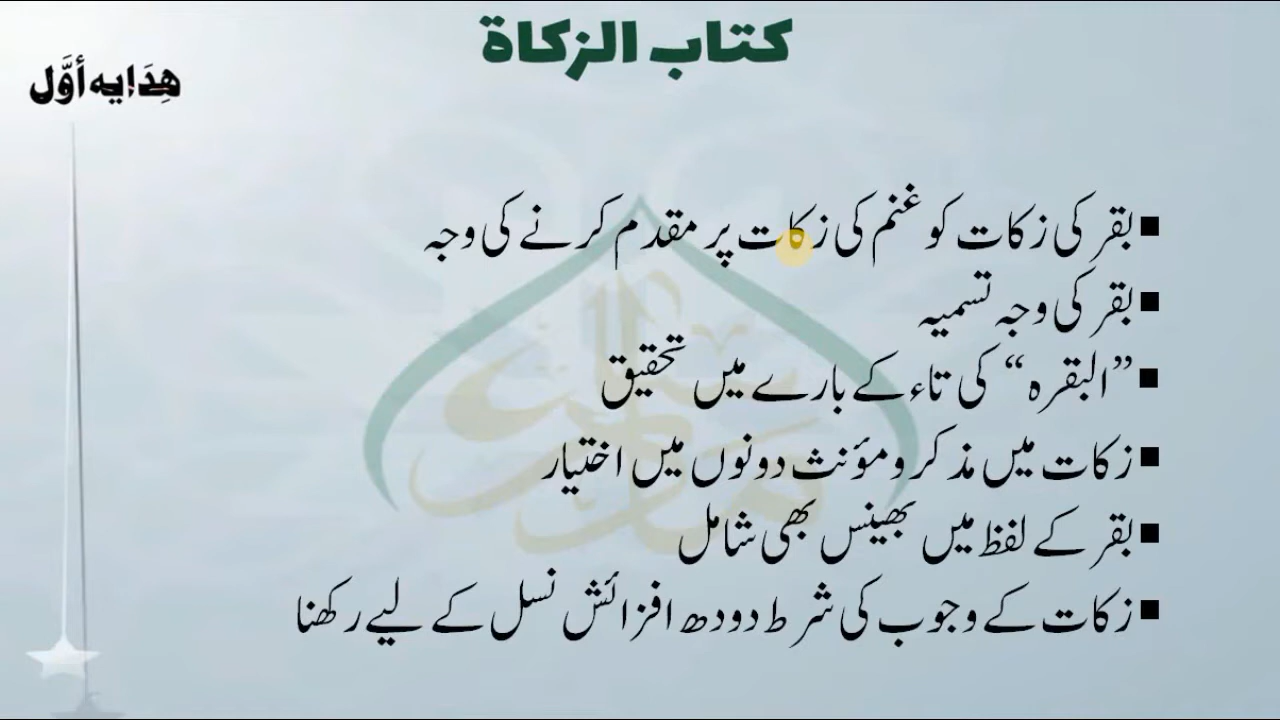 كتاب الزكاة
هِدَايه أوَّل
▪ بقر کی زکات کو غنم کی زکات پر مقدم کرنے کی وجہ
▪ بقر کی وجہ تسمیہ
▪ ”البقرہ“ کی تاء کے بارے میں تحقیق
▪ زکات میں مذکر و مؤنث دونوں میں اختیار
▪ بقر کے لفظ میں بھینس بھی شامل
▪ زکات کے وجوب کی شرط دودھ افزائش نسل کے لیے رکھنا